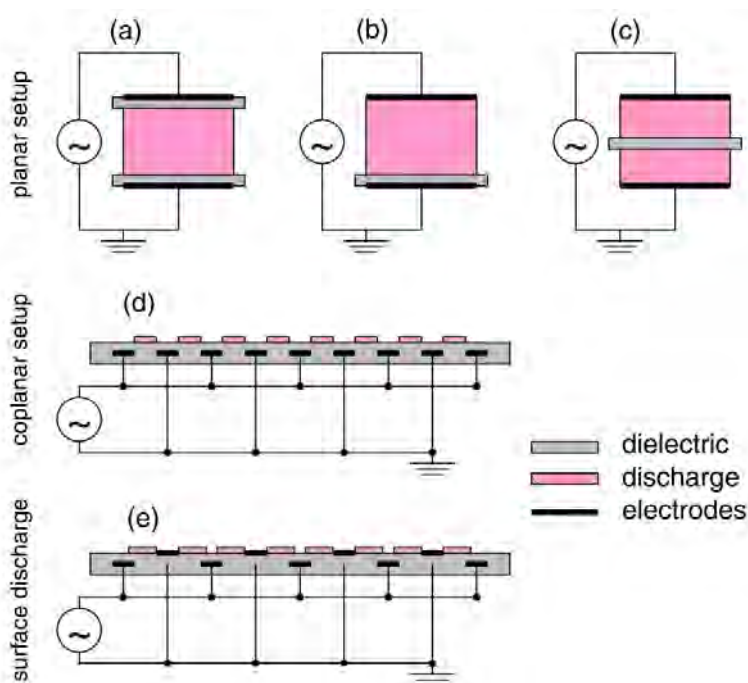 (a)
(b)
(c)
planar setup
~
~
~
(d)
coplanar setup
~
dielectric
discharge
electrodes
(e)
surface discharge
~